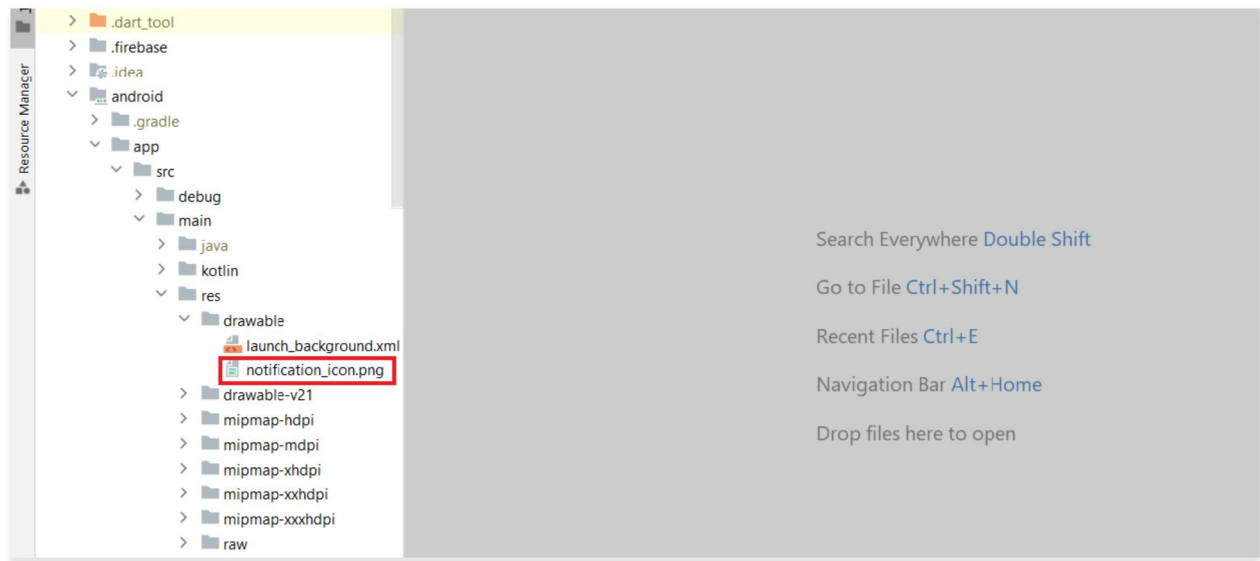 .dart_tool
.firebase
.idea
android
.gradle
app
src
debug
main
java
kotlin
res
drawable
launch_background.xml
notification_icon.png
drawable-v21
mipmap-hdpi
mipmap-mdpi
mipmap-xhdpi
mipmap-xxhdpi
mipmap-xxxhdpi
raw
Resource Manager
Search Everywhere Double Shift
Go to File Ctrl+Shift+N
Recent Files Ctrl+E
Navigation Bar Alt+Home
Drop files here to open